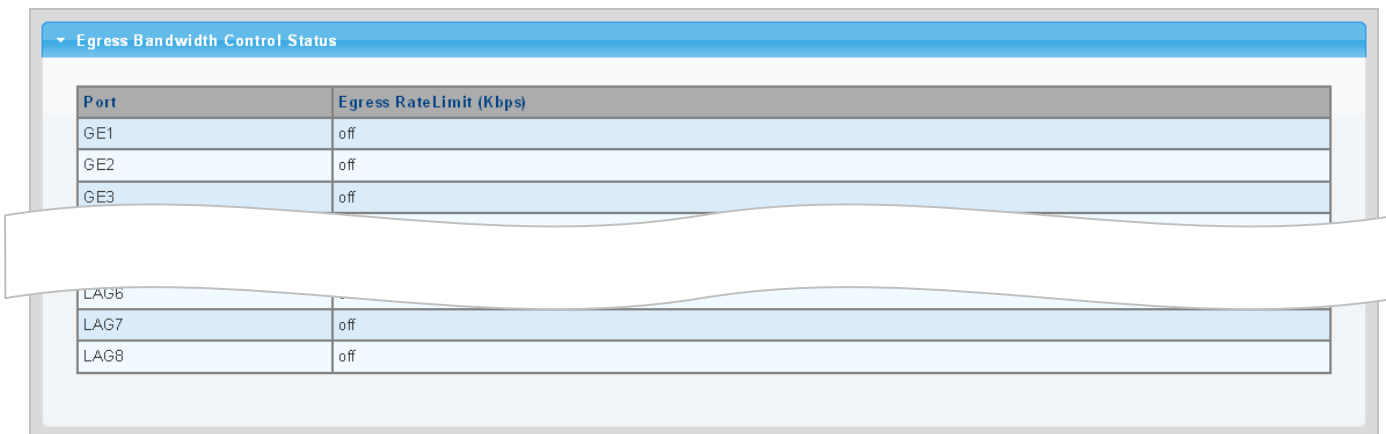 Egress Bandwidth Control Status
Port Egress RateLimit (Kbps)
GE1 off
GE2 off
GE3 off
LAG6
LAG7 off
LAG8 off